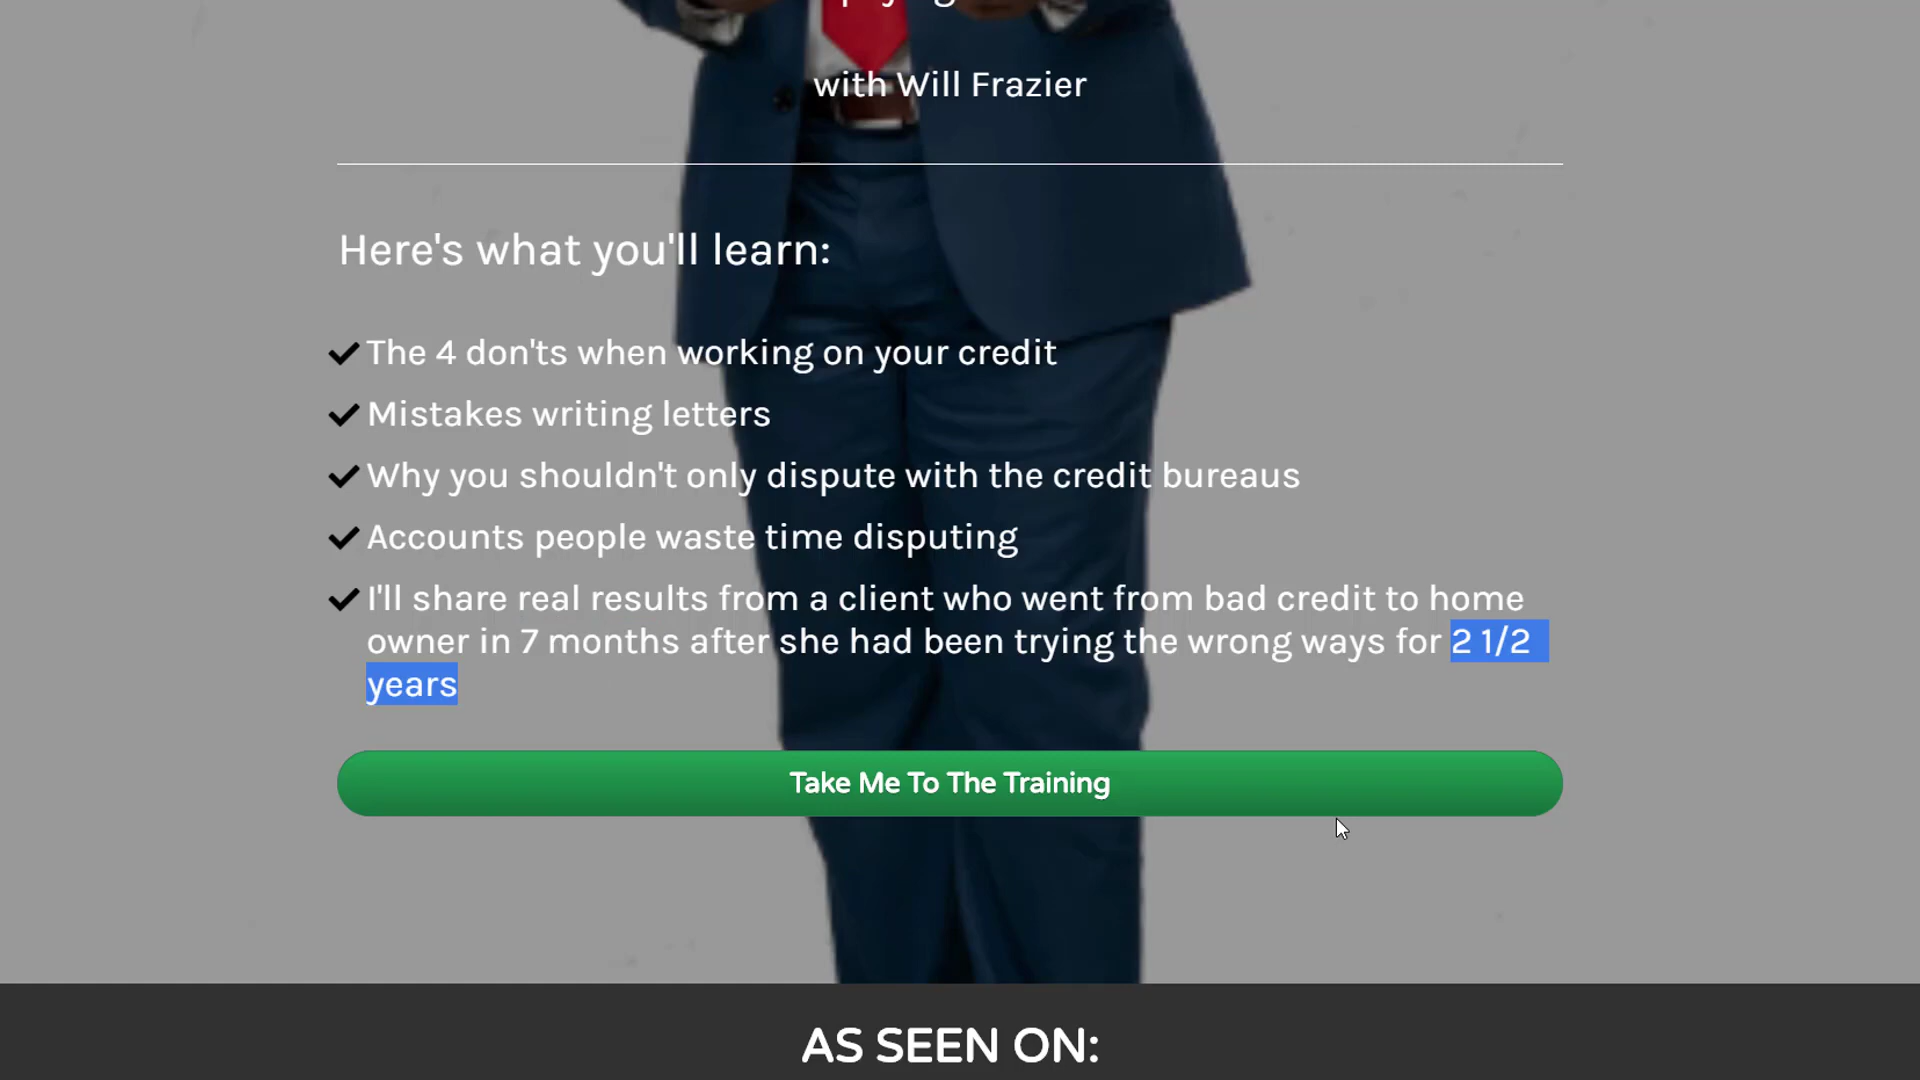 with Will Frazier
Here's what you'll learn:
The 4 don'ts when working on your credit
Mistakes writing letters
Why you shouldn't only dispute with the credit bureaus
Accounts people waste time disputing
I'll share real results from a client who went from bad credit to home
owner in 7 months after she had been trying the wrong ways for 2 1/2
years
Take Me To The Training
AS SEEN ON: